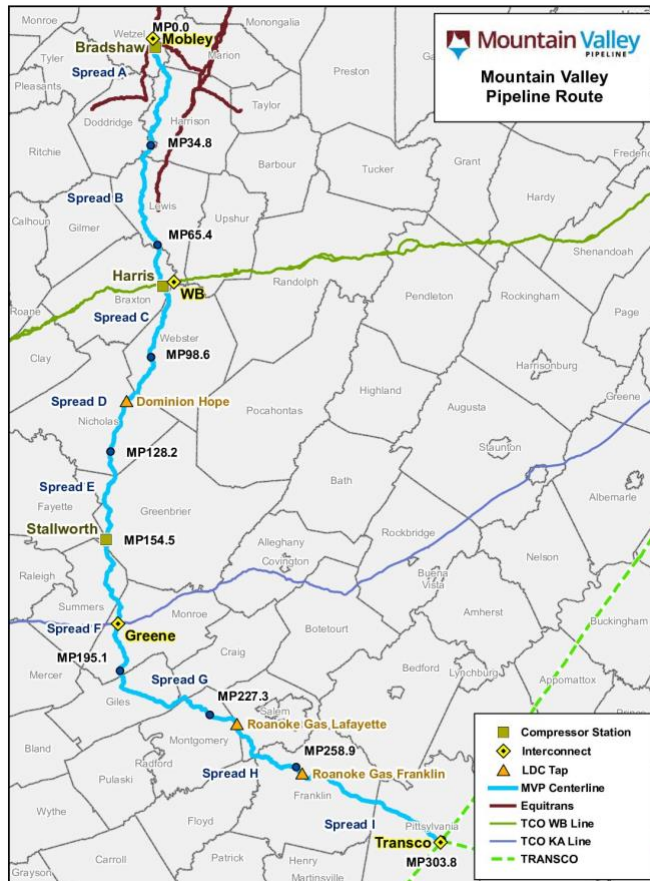 MP0.0
Monroe
Wetzel
Mobley
Monongalia
Bradshaw
Marion
Tyler
Spread A
Preston
Pleasants
Taylor
Doddridge
Harrison
MP34.8
Ritchie
Barbour
Tucker
Grant
Hardy
Spread B
Lewis
Calhoun
Gilmer
Upshur
MP65.4
Shenandoah
Harris
WB
Randolph
Pendleton
Rockingham
Braxton
Roane
Spread C
Page
Webster
Clay
MP98.6
Harrisonburg
Highland
Greene
Spread D
Dominion Hope
Pocahontas
Augusta
Nicholas
Staunton
MP128.2
Bath
Albemarle
Spread E
Fayette
Greenbrier
Rockbridge
Stallworth
MP154.5
Alleghany
Nelson
Covington
Raleigh
Buena
Vista
Summers
Monroe
Amherst
Buckingham
Spread F
Greene
Botetourt
Craig
MP195.1
Bedford
Lynchburg
Appomattox
Mercer
Spread G
Giles
MP227.3
Salem
Bland
Roanoke Gas Lafayette
Montgomery
Radford
MP258.9
Pulaski
Spread H
Roanoke Gas Franklin
Franklin
Wythe
Floyd
Spread I
Pittsylvania
Transco
MP303.8
Carroll
Patrick
Henry
Grayson
Martinsville
Mountain Valley
PIPELINE
Mountain Valley
Pipeline Route
Compressor Station
Interconnect
LDC Tap
MVP Centerline
Equitrans
TCO WB Line
TCO KA Line
TRANSCO